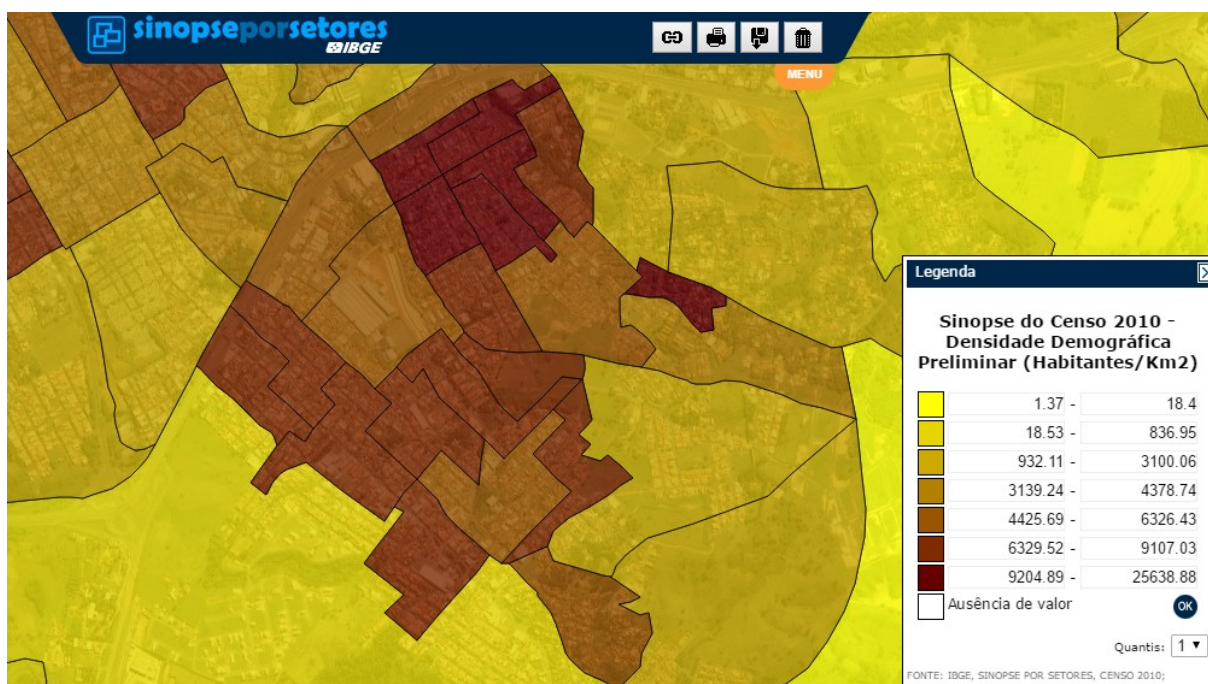 sinopseporsetores
IBGE
MENU
Legenda
Sinopse do Censo 2010 -
Densidade Demográfica
Preliminar (Habitantes/Km2)
1.37 - 18.4
18.53 - 836.95
932.11 - 3100.06
3139.24 - 4378.74
4425.69 - 6326.43
6329.52 - 9107.03
9204.89 - 25638.88
Ausência de valor OK
Quantis: 1
FONTE: IBGE, SINOPSE POR SETORES, CENSO 2010;